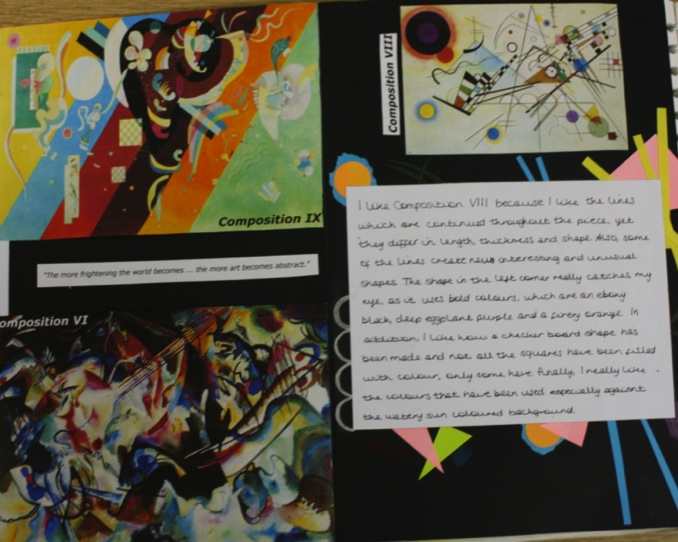 Composition IX
"The more frightening the world becomes ... the more art becomes abstract."
omposition VI
Composition VIII
I like Composition VIII because I like the lines
which are continued throughout the piece, yet
they differ in length, thickness and shape. Also, some
of the lines create new interesting and unusual
shapes. The shape in the left corner really catches my
eye, as it uses bold colours, which are an ebony
black, deep eggplant purple and a firery orange. In
addition, I like how a checker board shape has
been made and not all the squares have been filled
with colour, only some have. Finally, I really like
the colours that have been used especially against
the watery sun coloured background.